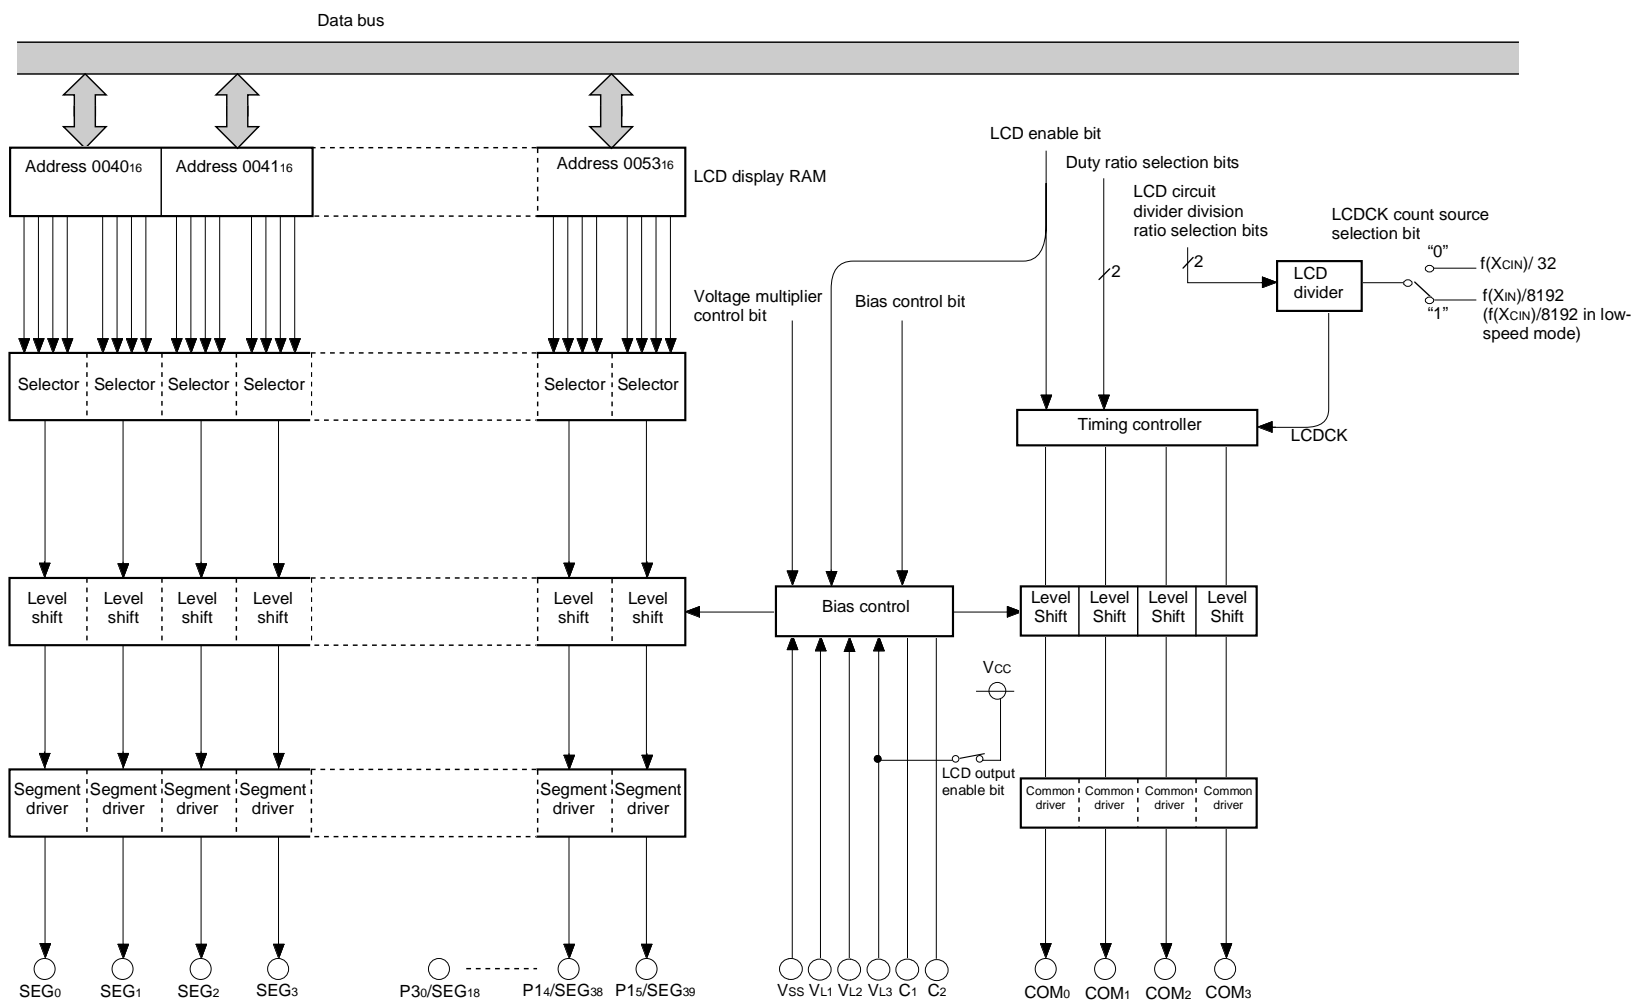 Data bus
Address 004016
Address 004116
Address 005316
LCD display RAM
LCD enable bit
Duty ratio selection bits
LCD circuit
divider division
ratio selection bits
2
2
LCD
divider
LCDCK count source
selection bit
“0”
f(XCIN)/ 32
f(XIN)/8192
(f(XCIN)/8192 in low-
speed mode)
“1”
Voltage multiplier
control bit
Bias control bit
Selector
Selector
Selector
Selector
Selector
Selector
Timing controller
LCDCK
Level
shift
Level
shift
Level
shift
Level
shift
Level
shift
Level
shift
Bias control
Level
Shift
Level
Shift
Level
Shift
Level
Shift
VCC
LCD output
enable bit
Segment
driver
Segment
driver
Segment
driver
Segment
driver
Segment
driver
Segment
driver
Common
driver
Common
driver
Common
driver
Common
driver
SEG0
SEG1
SEG2
SEG3
P30/SEG18
P14/SEG38
P15/SEG39
VSS
VL1
VL2
VL3
C1
C2
COM0
COM1
COM2
COM3